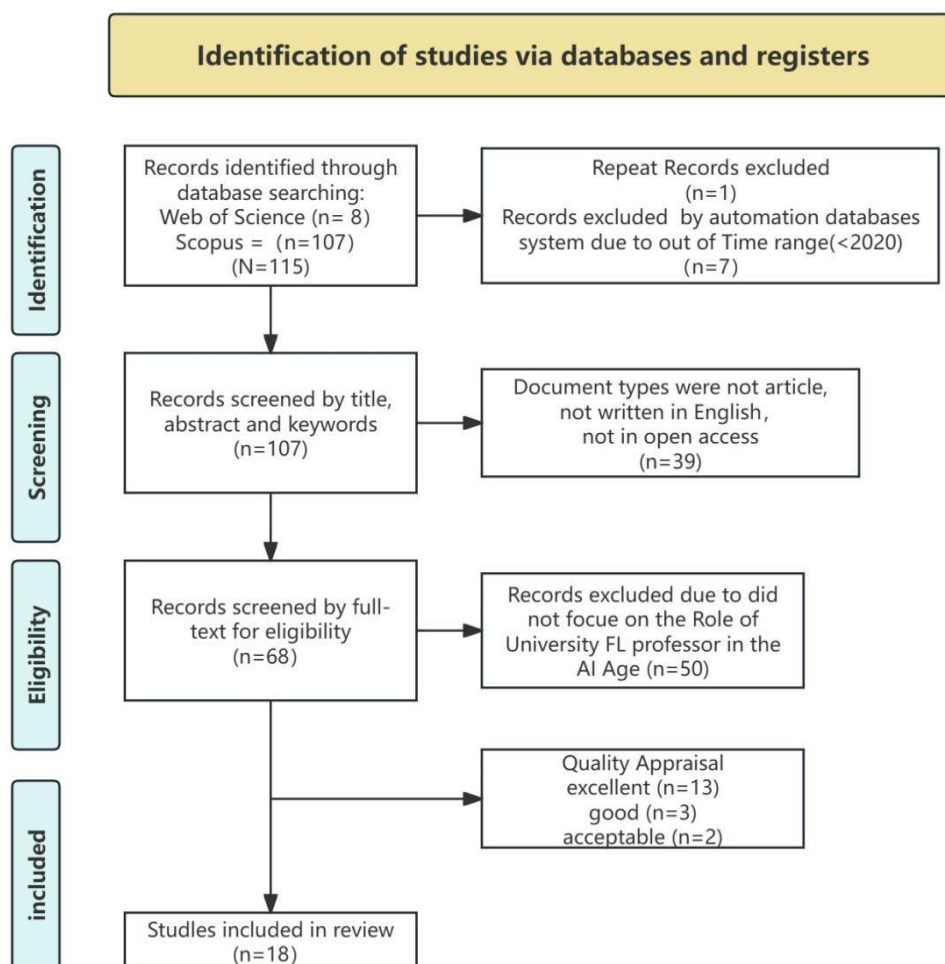 Identification of studies via databases and registers
Identification
Records identified through
database searching:
Web of Science (n= 8)
Scopus = （n=107)
(N=115)
Repeat Records excluded
(n=1)
Records excluded by automation databases
system due to out of Time range(<2020)
(n=7)
Screening
Records screened by title,
abstract and keywords
(n=107)
Document types were not article,
not written in English，
not in open access
(n=39)
Eligibility
Records screened by full-
text for eligibility
(n=68)
Records excluded due to did
not focus on the Role of
University FL professor in the
AI Age (n=50)
included
Quality Appraisal
excellent (n=13)
good (n=3)
acceptable (n=2)
Studles included in review
(n=18)